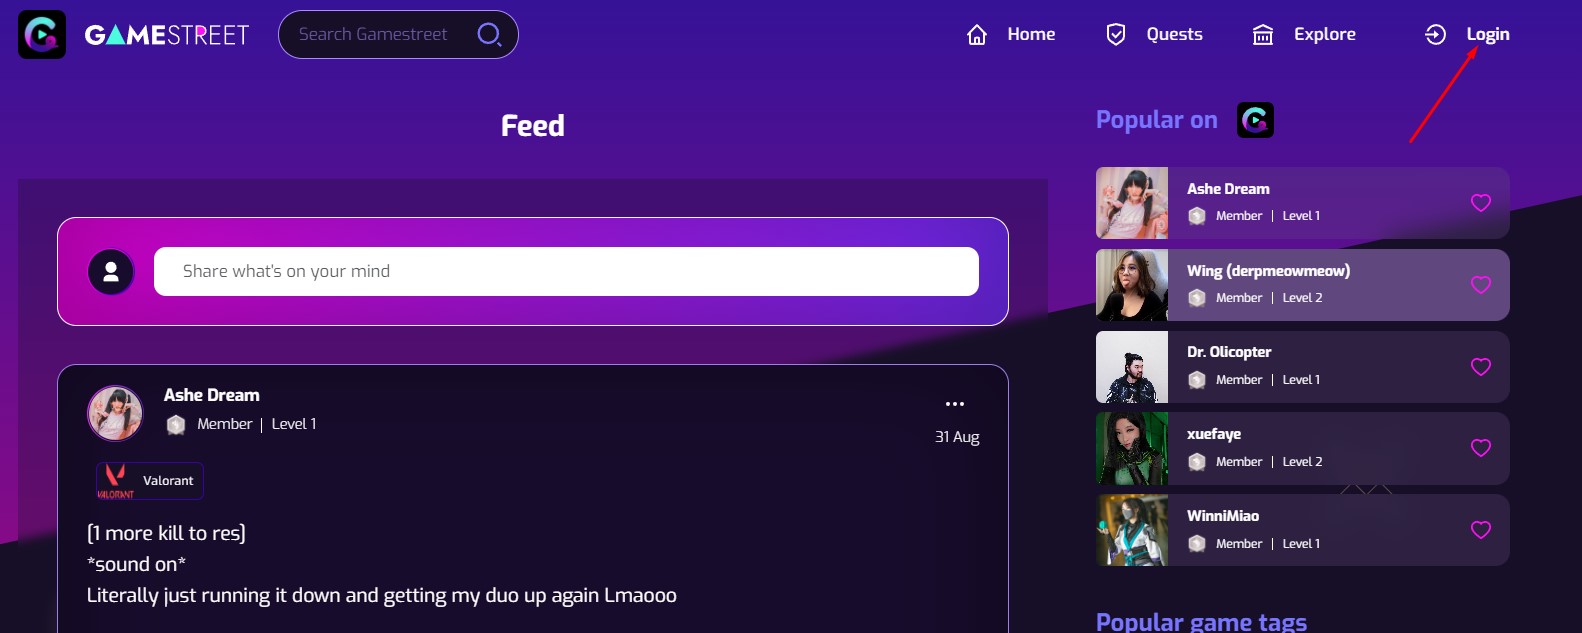 GAMESTREET
Search Gamestreet
Home
Quests
Explore
Login
Feed
Share what's on your mind
Ashe Dream
Member | Level 1
31 Aug
VALORANT
Valorant
[1 more kill to res]
*sound on*
Literally just running it down and getting my duo up again Lmaooo
Popular on
Ashe Dream
Member | Level 1
Wing (derpmeowmeow)
Member | Level 2
Dr. Olicopter
Member | Level 1
xuefaye
Member | Level 2
WinniMiao
Member | Level 1
Popular game tags